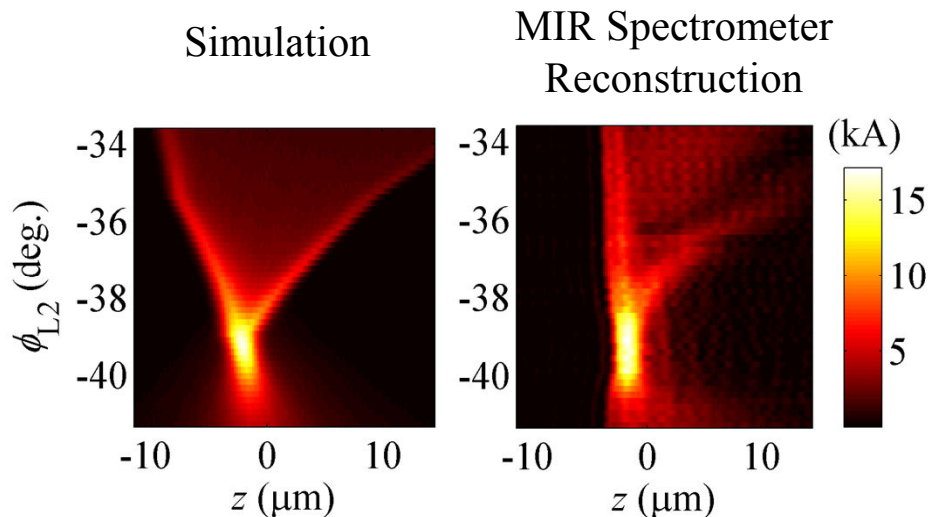 Simulation
MIR Spectrometer
Reconstruction
(kA)
-34
-36
-38
-40
ϕL2 (deg.)
-10 0 10
z (μm)
-34
-36
-38
-40
-10 0 10
z (μm)
15
10
5